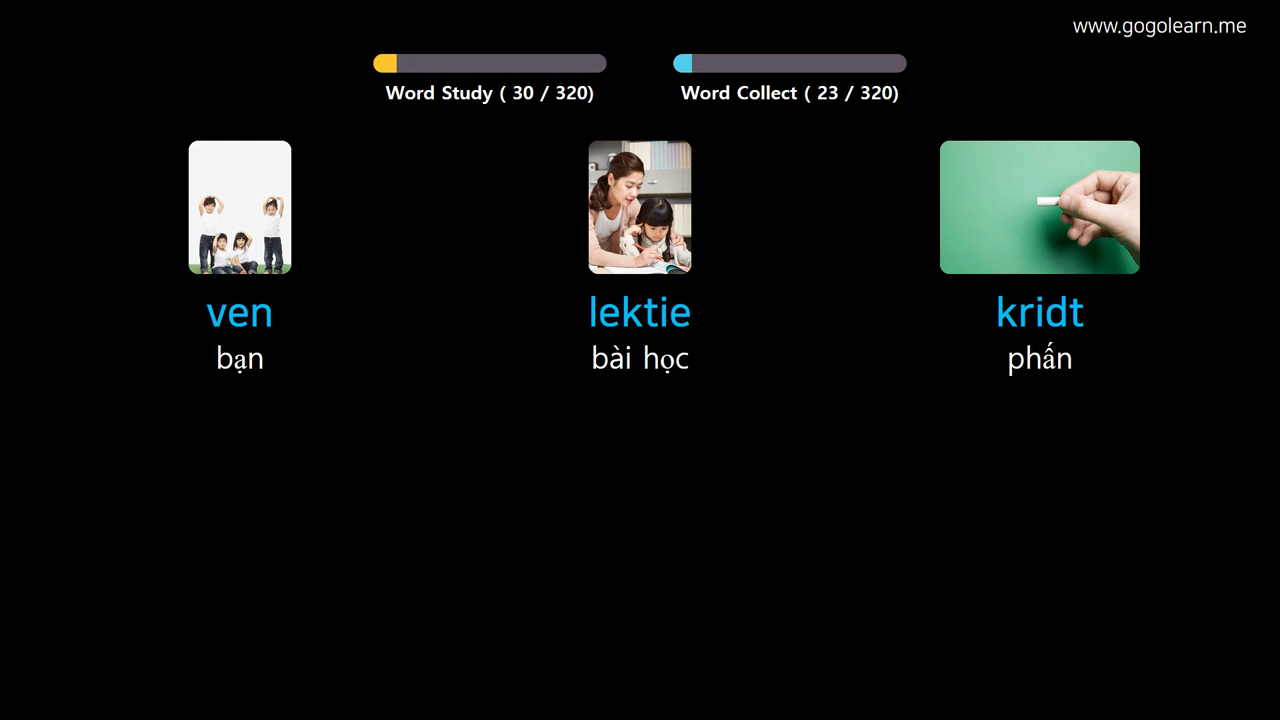 www.gogolearn.me
Word Study ( 30 / 320)
Word Collect ( 23 / 320)
ven
lektie
kridt
bạn
bài học
phấn